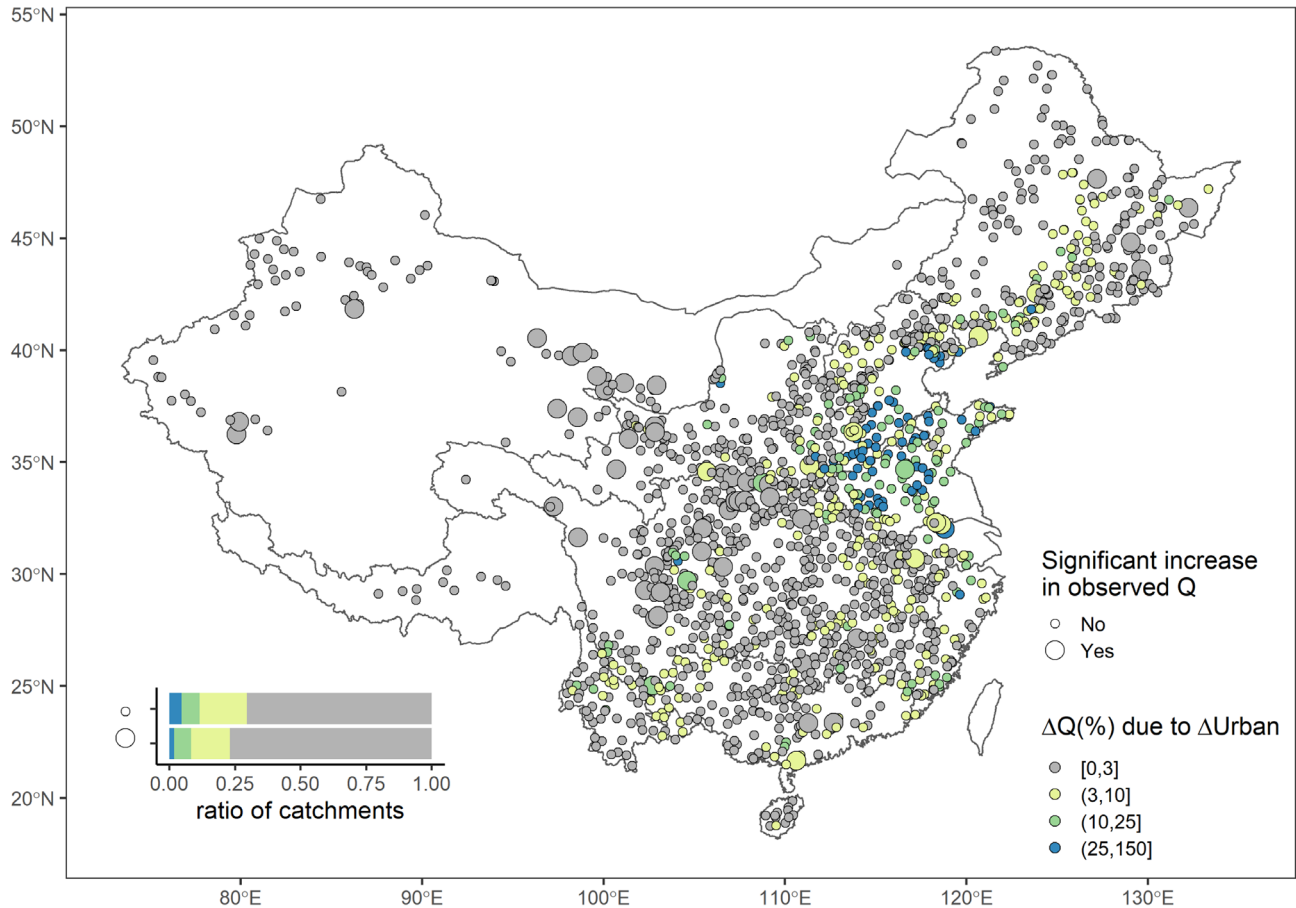 55°N
50°N
45°N
40°N
35°N
30°N
25°N
20°N
80°E
90°E
100°E
110°E
120°E
130°E
0.00
0.25
0.50
0.75
1.00
ratio of catchments
Significant increase
in observed Q
No
Yes
ΔQ(%) due to ΔUrban
[0,3]
(3,10]
(10,25]
(25,150]